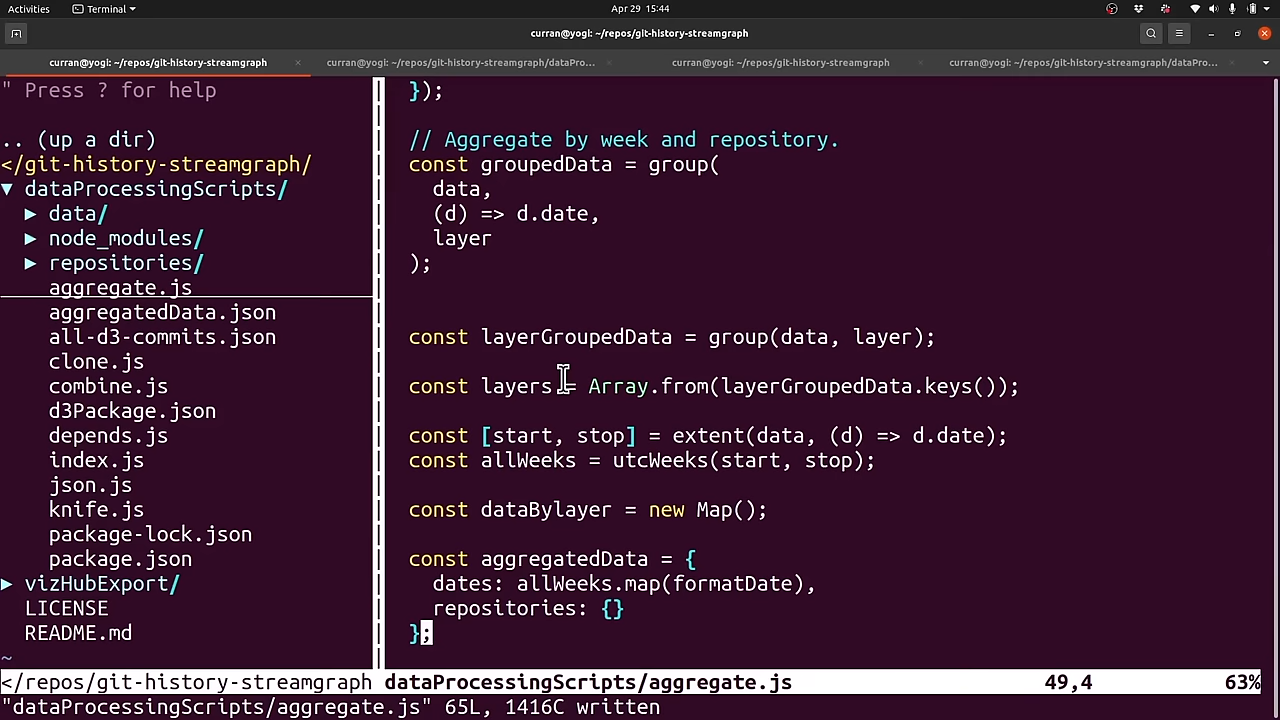 Activities
Terminal
Apr 29 15:44
curran@yogi: ~/repos/git-history-streamgraph
curran@yogi: ~/repos/git-history-streamgraph
curran@yogi: ~/repos/git-history-streamgraph/dataPro...
curran@yogi: ~/repos/git-history-streamgraph
curran@yogi: ~/repos/git-history-streamgraph/dataPro...
" Press ? for help
.. (up a dir)
</git-history-streamgraph/
▼ dataProcessingScripts/
▶ data/
▶ node_modules/
▶ repositories/
aggregate.js
aggregatedData.json
all-d3-commits.json
clone.js
combine.js
d3Package.json
depends.js
index.js
json.js
knife.js
package-lock.json
package.json
▶ vizHubExport/
LICENSE
README.md
~
});
// Aggregate by week and repository.
const groupedData = group(
data,
(d) => d.date,
layer
);
const layerGroupedData = group(data, layer);
const layers = Array.from(layerGroupedData.keys());
const [start, stop] = extent(data, (d) => d.date);
const allWeeks = utcWeeks(start, stop);
const dataBylayer = new Map();
const aggregatedData = {
dates: allWeeks.map(formatDate),
repositories: {}
};
</repos/git-history-streamgraph dataProcessingScripts/aggregate.js 49,4 63%
"dataProcessingScripts/aggregate.js" 65L, 1416C written